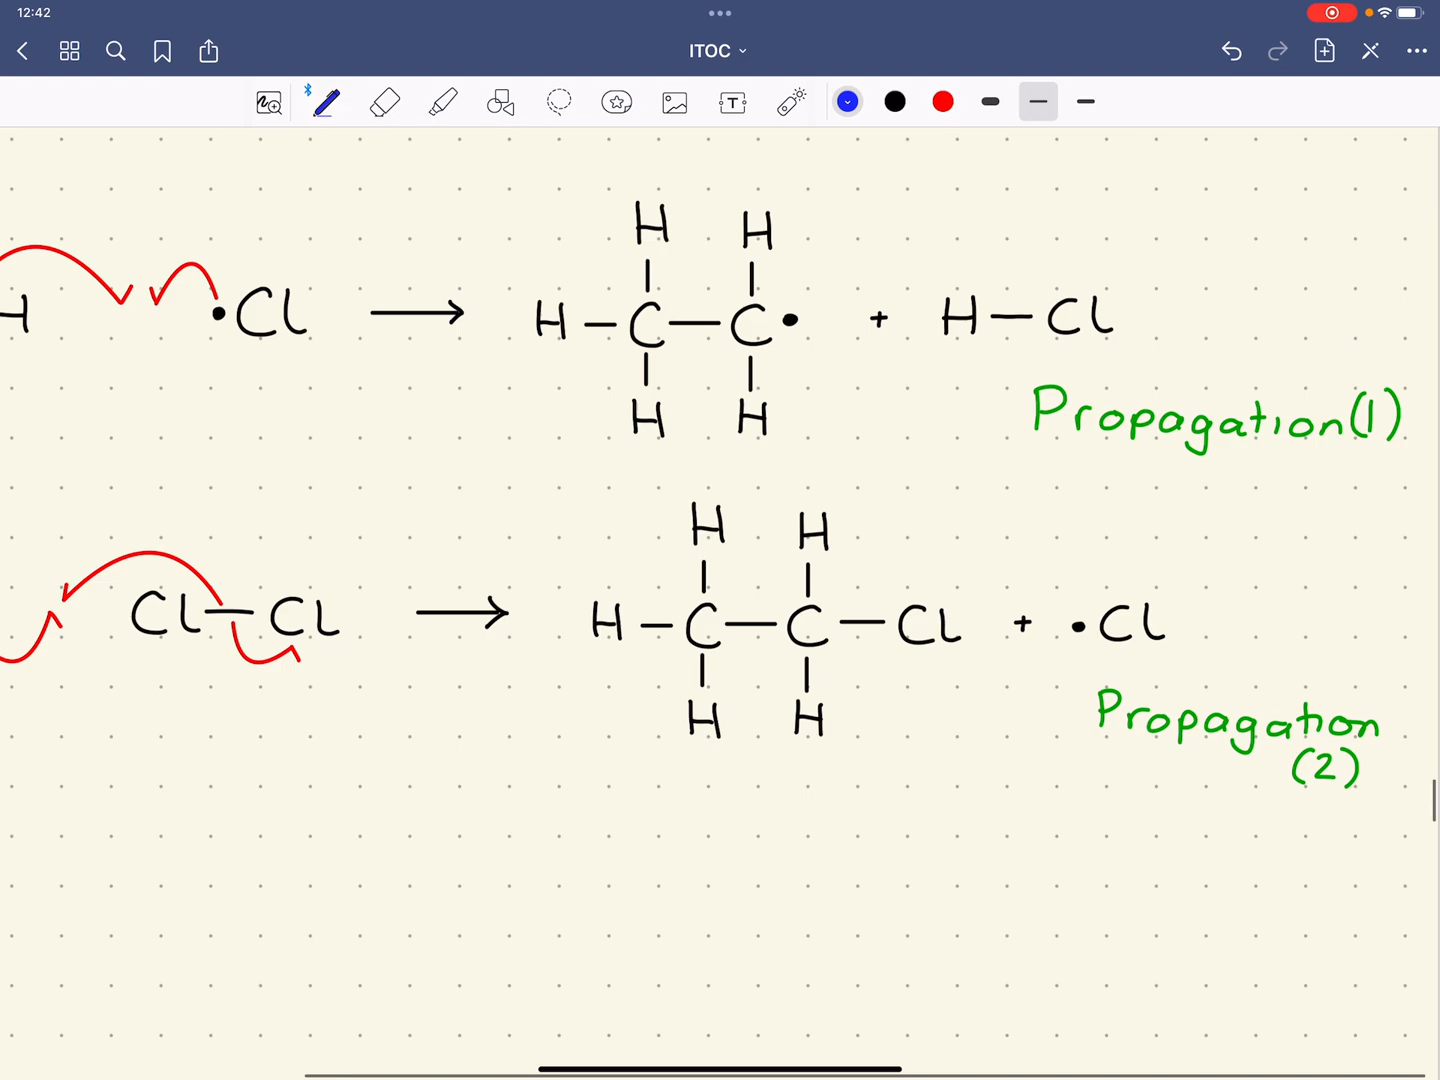 12:42
ITOC
T
H H
H •Cl → H-C-C• + H-Cl
H H
Propagation(1)
H H
Cl-Cl → H-C-C-Cl + •Cl
H H
Propagation
(2)